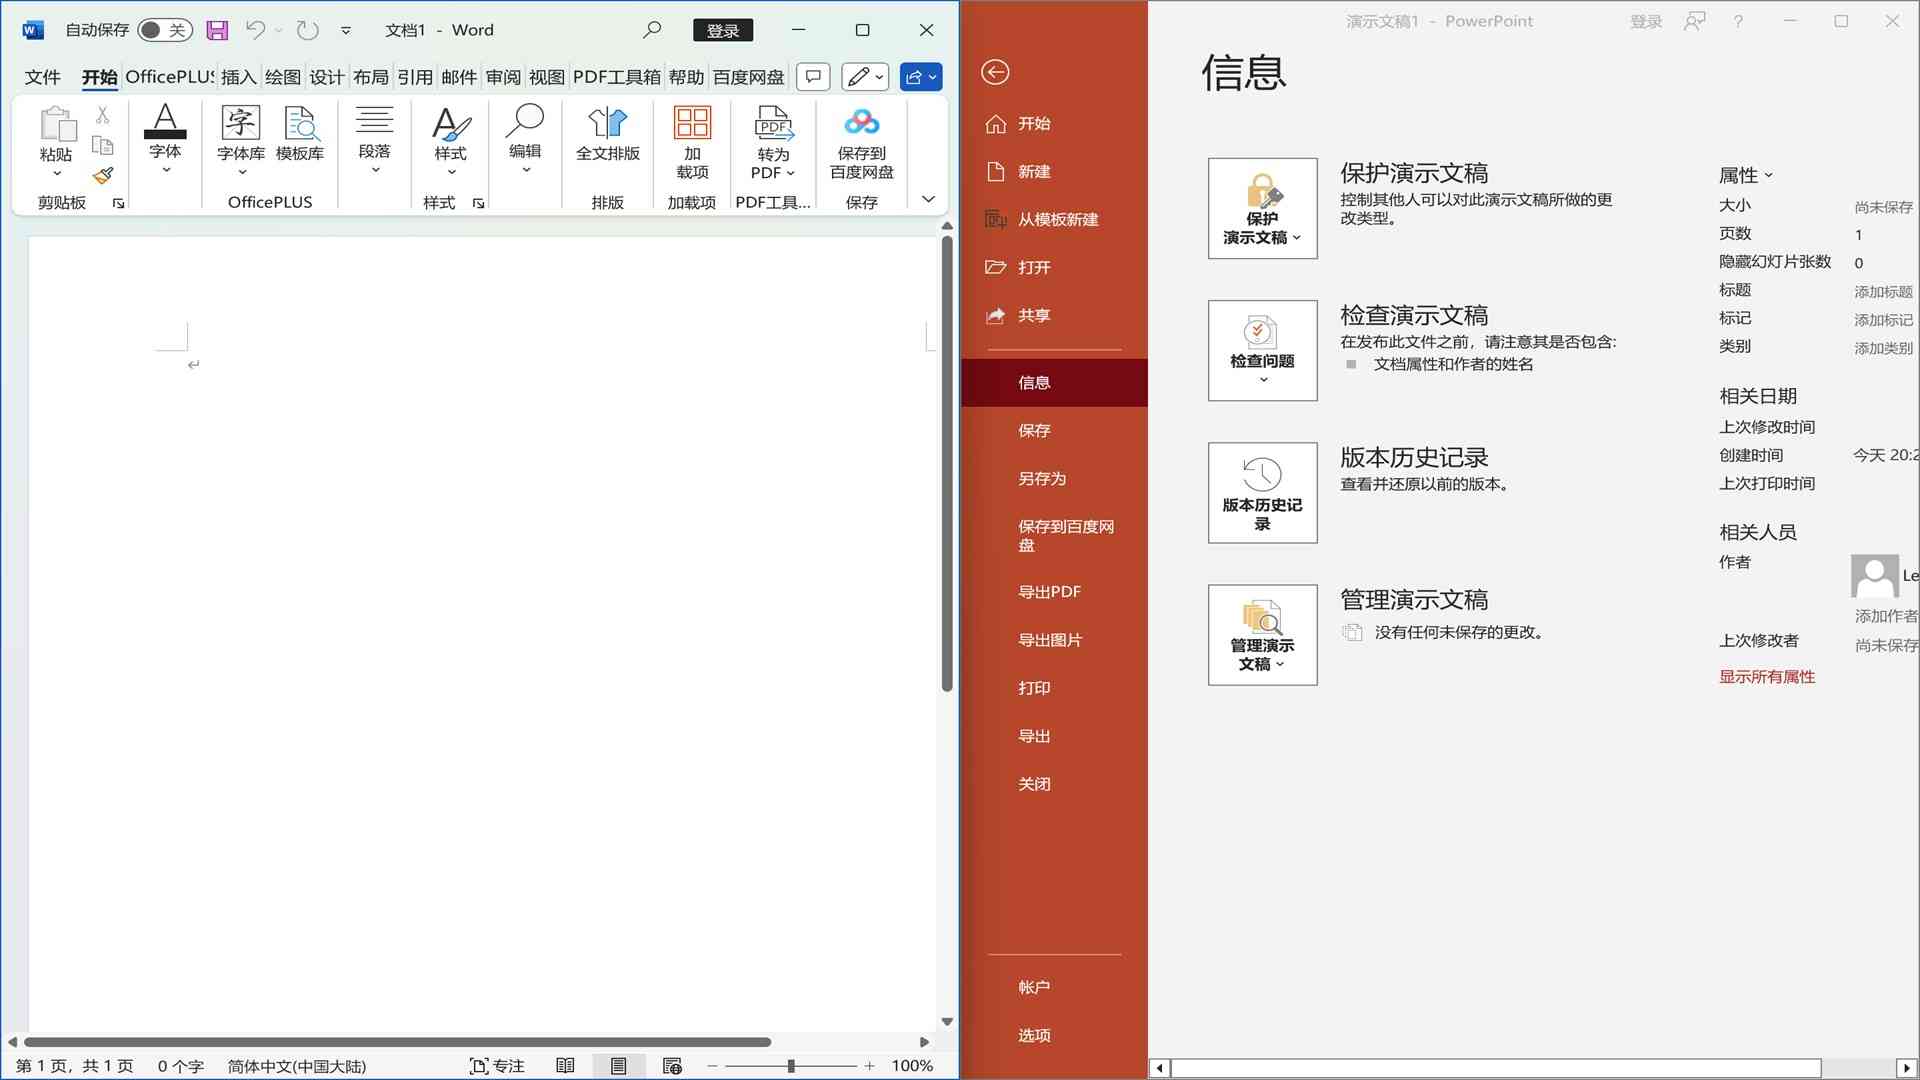 自动保存 关 文档1 - Word 登录
文件 开始 OfficePLUS 插入 绘图 设计 布局 引用 邮件 审阅 视图 PDF工具箱 帮助 百度网盘
粘贴
字体
字体库
模板库
段落
样式
编辑
全文排版
加
载项
转为
PDF
保存到
百度网盘
剪贴板 OfficePLUS 样式 排版 加载项 PDF工具... 保存
第 1 页，共 1 页 0 个字 简体中文(中国大陆) 专注 100%
演示文稿1 - PowerPoint 登录 ?
开始
新建
从模板新建
打开
共享
信息
保存
另存为
保存到百度网
盘
导出PDF
导出图片
打印
导出
关闭
帐户
选项
信息
保护
演示文稿
保护演示文稿
控制其他人可以对此演示文稿所做的更
改类型。
检查问题
检查演示文稿
在发布此文件之前，请注意其是否包含:
文档属性和作者的姓名
版本历史记
录
版本历史记录
查看并还原以前的版本。
管理演示
文稿
管理演示文稿
没有任何未保存的更改。
属性
大小 尚未保存
页数 1
隐藏幻灯片张数 0
标题 添加标题
标记 添加标记
类别 添加类别
相关日期
上次修改时间
创建时间 今天 20:2
上次打印时间
相关人员
作者
Le
添加作者
上次修改者 尚未保存
显示所有属性